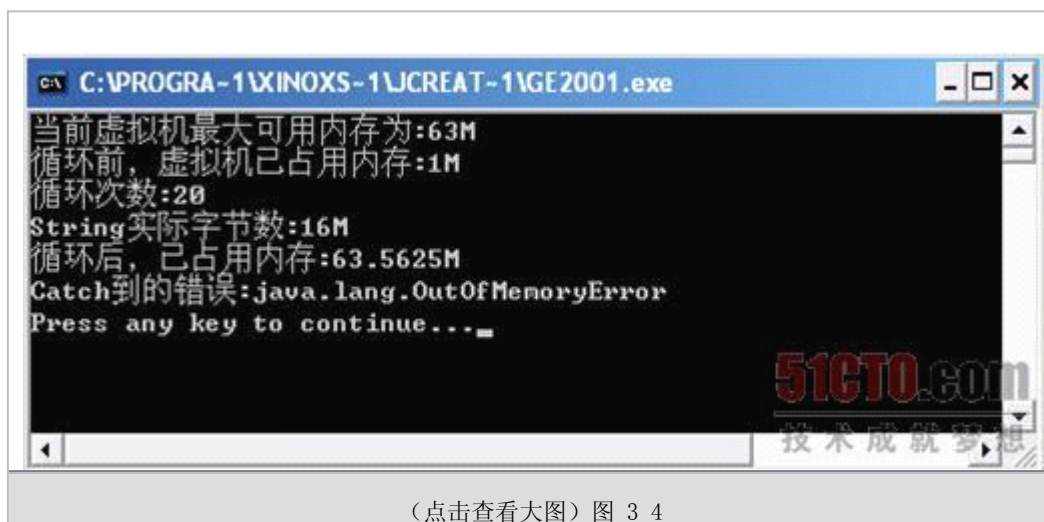 C:\PROGRA~1\XINOXS~1\JCREAT~1\GE2001.exe
当前虚拟机最大可用内存为:63M
循环前，虚拟机已占用内存:1M
循环次数:20
String实际字节数:16M
循环后，已占用内存:63.5625M
Catch到的错误:java.lang.OutOfMemoryError
Press any key to continue..._
51CTO.com
技术成就梦想
（点击查看大图）图 3 4